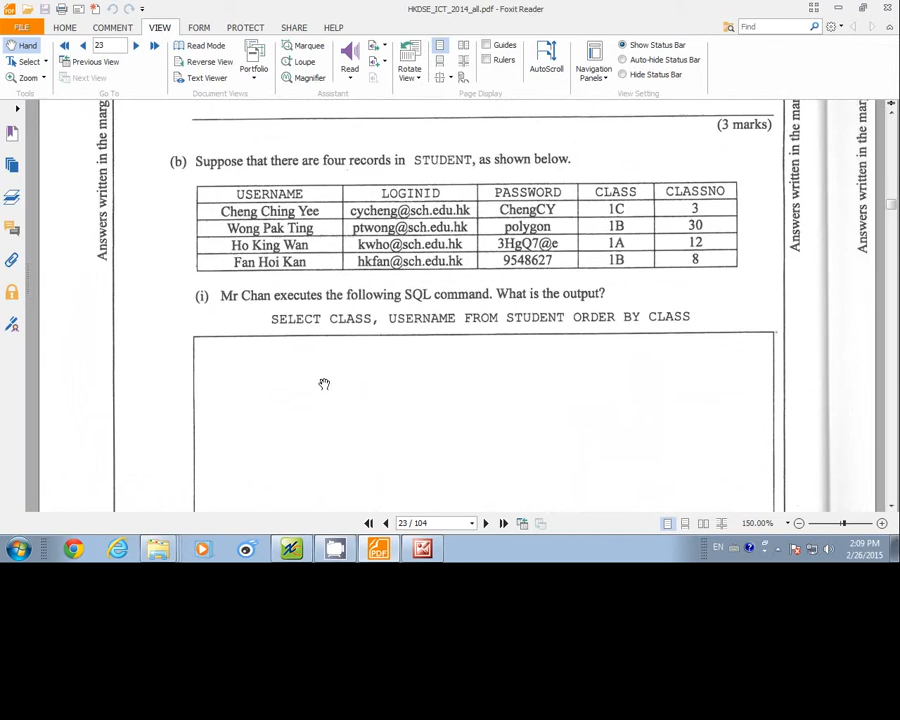 HKDSE_ICT_2014_all.pdf - Foxit Reader
FILE HOME COMMENT VIEW FORM PROTECT SHARE HELP
Find
Hand
Select
Zoom
Tools
23
Previous View
Next View
Go To
Read Mode
Reverse View
Text Viewer
Document Views
Portfolio
Marquee
Loupe
Magnifier
Read
Assistant
Rotate View
Guides
Rulers
Page Display
AutoScroll
Navigation Panels
Show Status Bar
Auto-hide Status Bar
Hide Status Bar
View Setting
Answers written in the marg
Answers written in the
Answers written in the
(3 marks)
(b) Suppose that there are four records in STUDENT, as shown below.
USERNAME LOGINID PASSWORD CLASS CLASSNO
Cheng Ching Yee cycheng@sch.edu.hk ChengCY 1C 3
Wong Pak Ting ptwong@sch.edu.hk polygon 1B 30
Ho King Wan kwho@sch.edu.hk 3HgQ7@e 1A 12
Fan Hoi Kan hkfan@sch.edu.hk 9548627 1B 8
(i) Mr Chan executes the following SQL command. What is the output?
SELECT CLASS, USERNAME FROM STUDENT ORDER BY CLASS
23 / 104
150.00%
PDF
EN
2:09 PM
2/26/2015